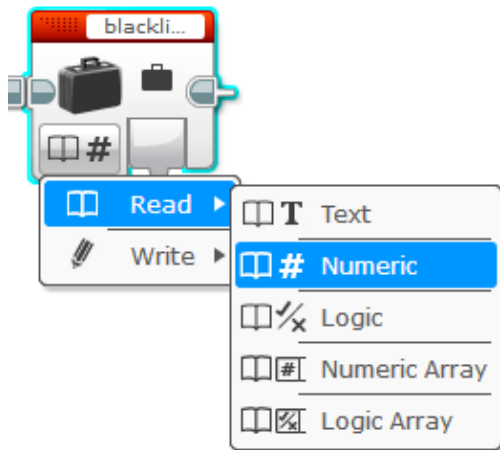 blackli...
#
Read
Write
T Text
# Numeric
Logic
# Numeric Array
Logic Array